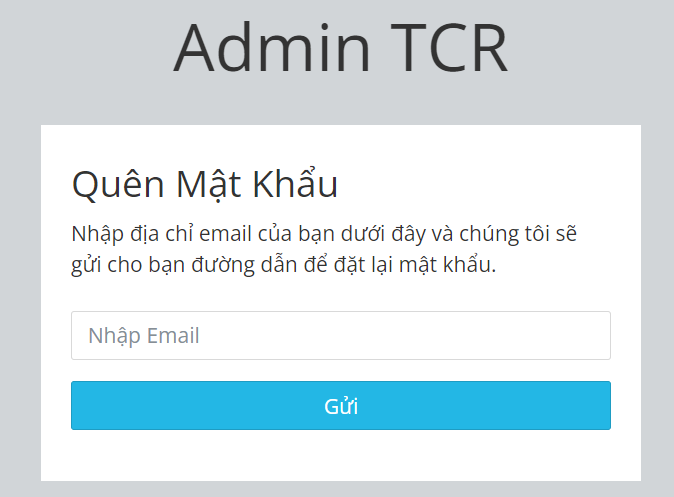 Admin TCR
Quên Mật Khẩu
Nhập địa chỉ email của bạn dưới đây và chúng tôi sẽ
gửi cho bạn đường dẫn để đặt lại mật khẩu.
Nhập Email
Gửi